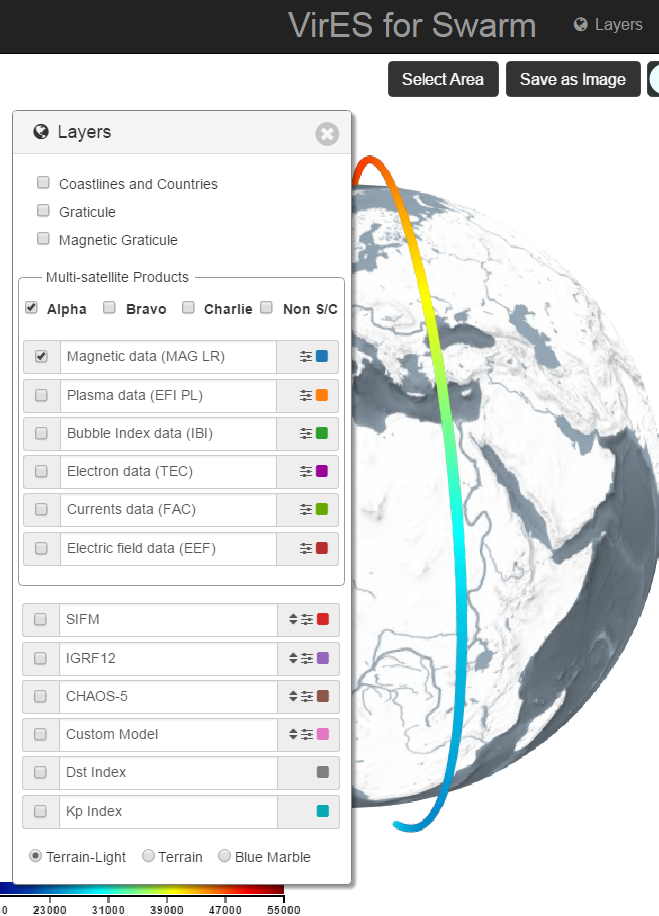 VirES for Swarm
Layers
Select Area
Save as Image
Layers
Coastlines and Countries
Graticule
Magnetic Graticule
Multi-satellite Products
Alpha Bravo Charlie Non S/C
Magnetic data (MAG LR)
Plasma data (EFI PL)
Bubble Index data (IBI)
Electron data (TEC)
Currents data (FAC)
Electric field data (EEF)
SIFM
IGRF12
CHAOS-5
Custom Model
Dst Index
Kp Index
Terrain-Light Terrain Blue Marble
23000 31000 39000 47000 55000